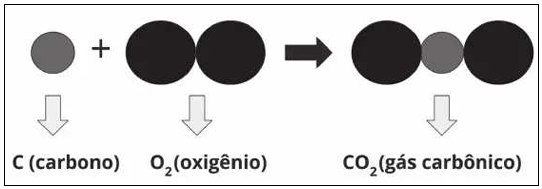 +
C (carbono) O₂(oxigênio) CO₂(gás carbônico)